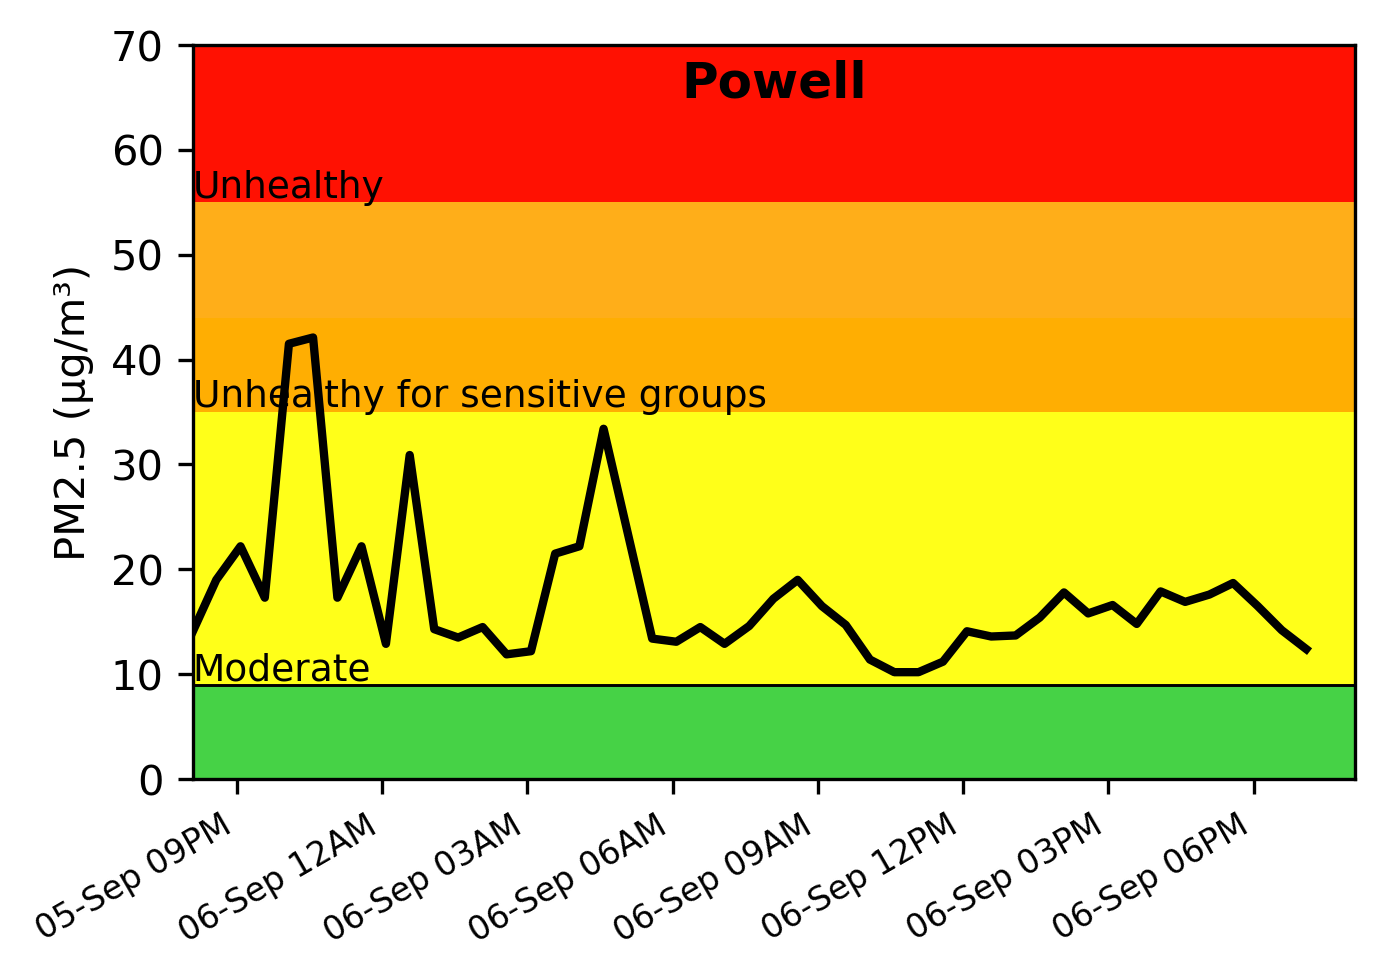 Powell
PM2.5 (µg/m³)
70
60
50
40
30
20
10
0
Unhealthy
Unhealthy for sensitive groups
Moderate
05-Sep 09PM
06-Sep 12AM
06-Sep 03AM
06-Sep 06AM
06-Sep 09AM
06-Sep 12PM
06-Sep 03PM
06-Sep 06PM